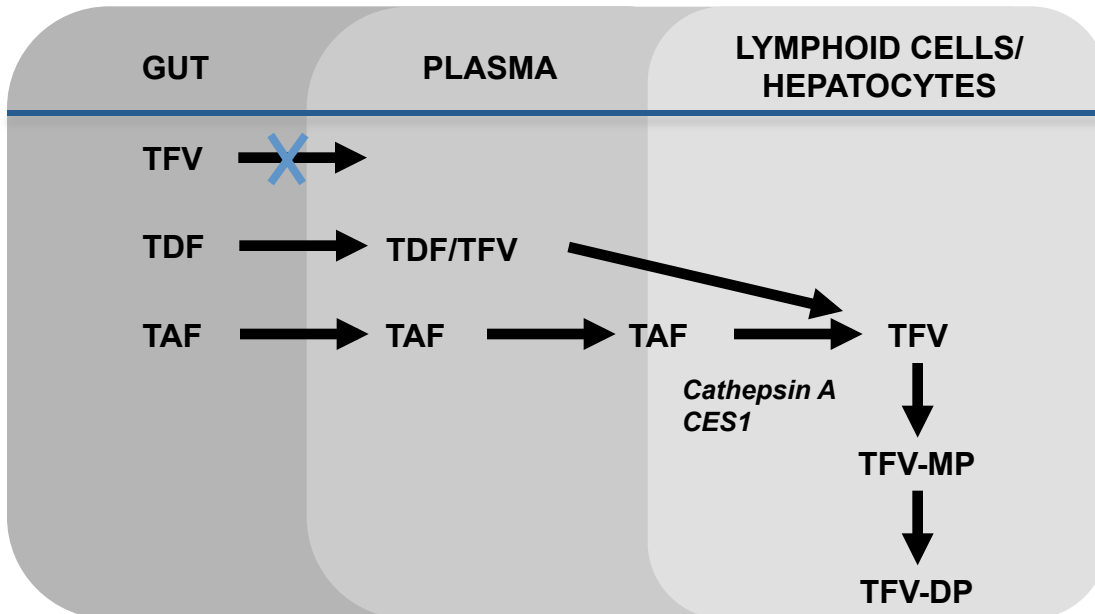 GUT
PLASMA
LYMPHOID CELLS/
HEPATOCYTES
TFV
TDF
TDF/TFV
TAF
TAF
TAF
TFV
Cathepsin A
CES1
TFV-MP
TFV-DP